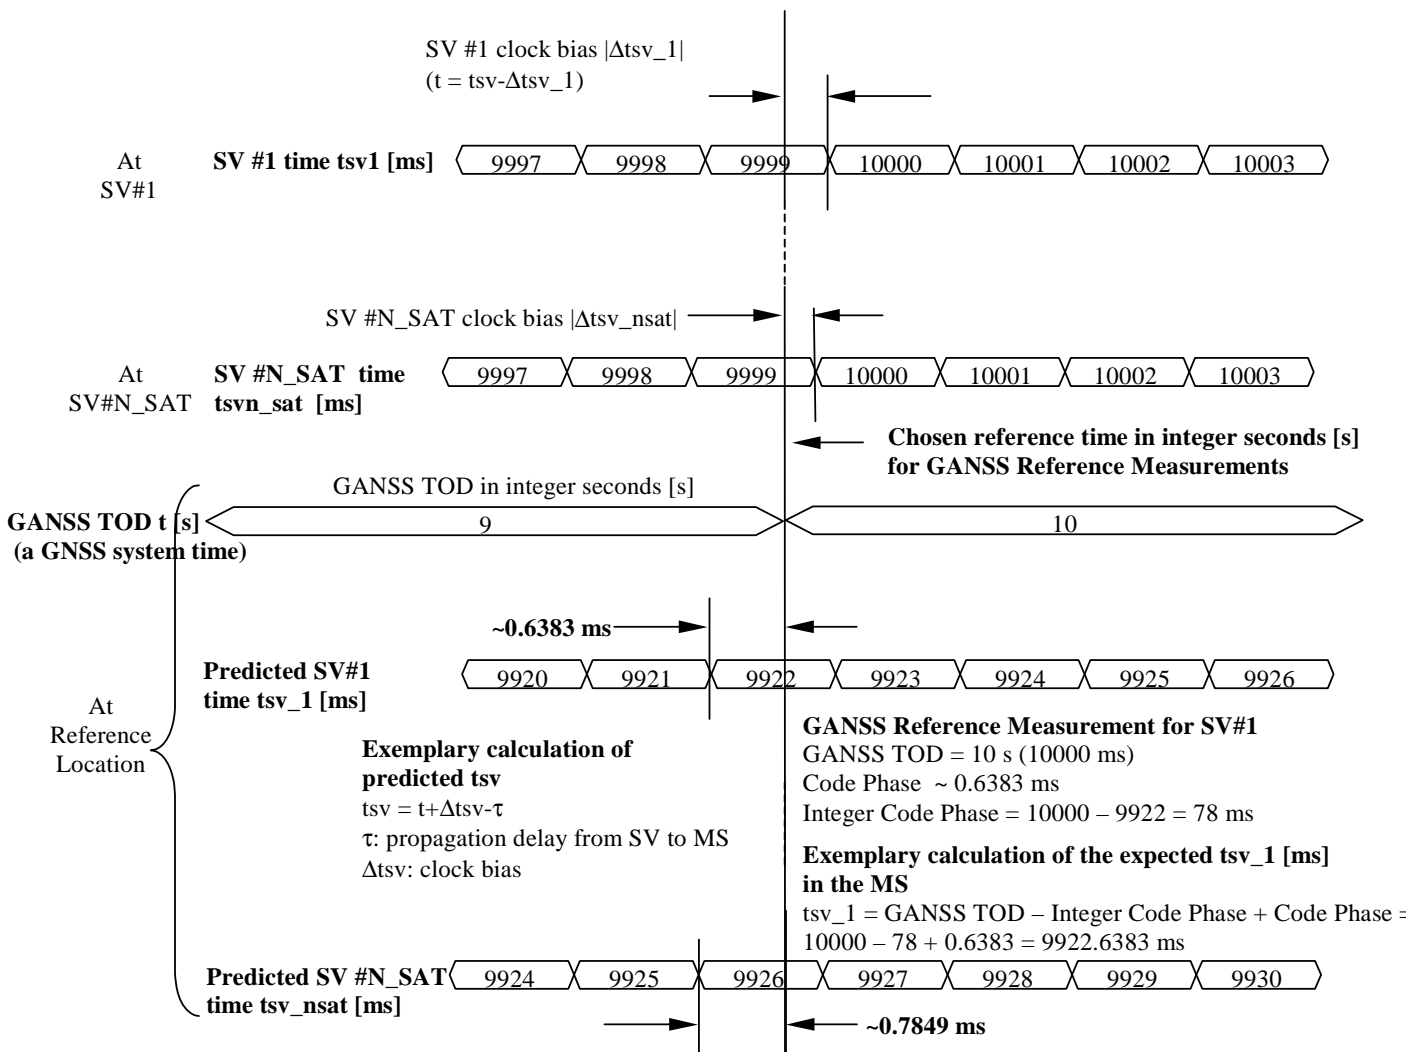 SV #1 clock bias |Δtsv_1|
(t = tsv-Δtsv_1)
At
SV#1
SV #1 time tsv1 [ms]
9997 9998 9999 10000 10001 10002 10003
SV #N_SAT clock bias |Δtsv_nsat|
At
SV#N_SAT
SV #N_SAT time
tsvn_sat [ms]
9997 9998 9999 10000 10001 10002 10003
Chosen reference time in integer seconds [s]
for GANSS Reference Measurements
GANSS TOD in integer seconds [s]
GANSS TOD t [s]
(a GNSS system time)
9 10
~0.6383 ms
Predicted SV#1
time tsv_1 [ms]
9920 9921 9922 9923 9924 9925 9926
At
Reference
Location
Exemplary calculation of
predicted tsv
tsv = t+Δtsv-τ
τ: propagation delay from SV to MS
Δtsv: clock bias
GANSS Reference Measurement for SV#1
GANSS TOD = 10 s (10000 ms)
Code Phase ~ 0.6383 ms
Integer Code Phase = 10000 – 9922 = 78 ms
Exemplary calculation of the expected tsv_1 [ms]
in the MS
tsv_1 = GANSS TOD – Integer Code Phase + Code Phase =
10000 – 78 + 0.6383 = 9922.6383 ms
Predicted SV #N_SAT
time tsv_nsat [ms]
9924 9925 9926 9927 9928 9929 9930
~0.7849 ms